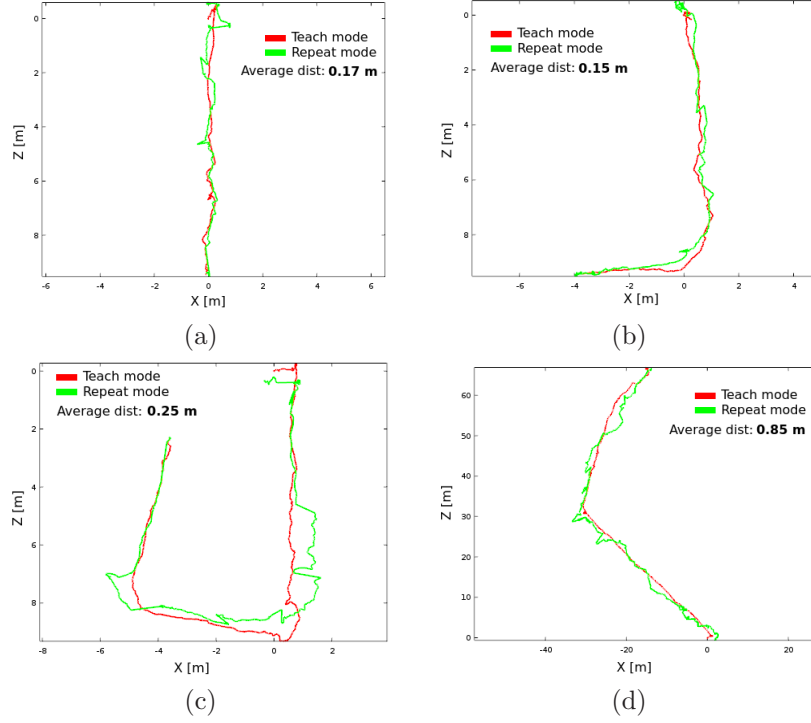 Teach mode
Repeat mode
Average dist: 0.17 m
0
2
4
6
8
Z [m]
-6
-4
-2
0
2
4
6
X [m]
(a)
Teach mode
Repeat mode
Average dist: 0.15 m
0
2
4
6
8
Z [m]
-4
-2
0
2
4
6
X [m]
(b)
Teach mode
Repeat mode
Average dist: 0.25 m
0
2
4
6
8
Z [m]
-8
-6
-4
-2
0
2
X [m]
(c)
Teach mode
Repeat mode
Average dist: 0.85 m
60
50
40
30
20
10
0
Z [m]
-40
-20
0
20
X [m]
(d)